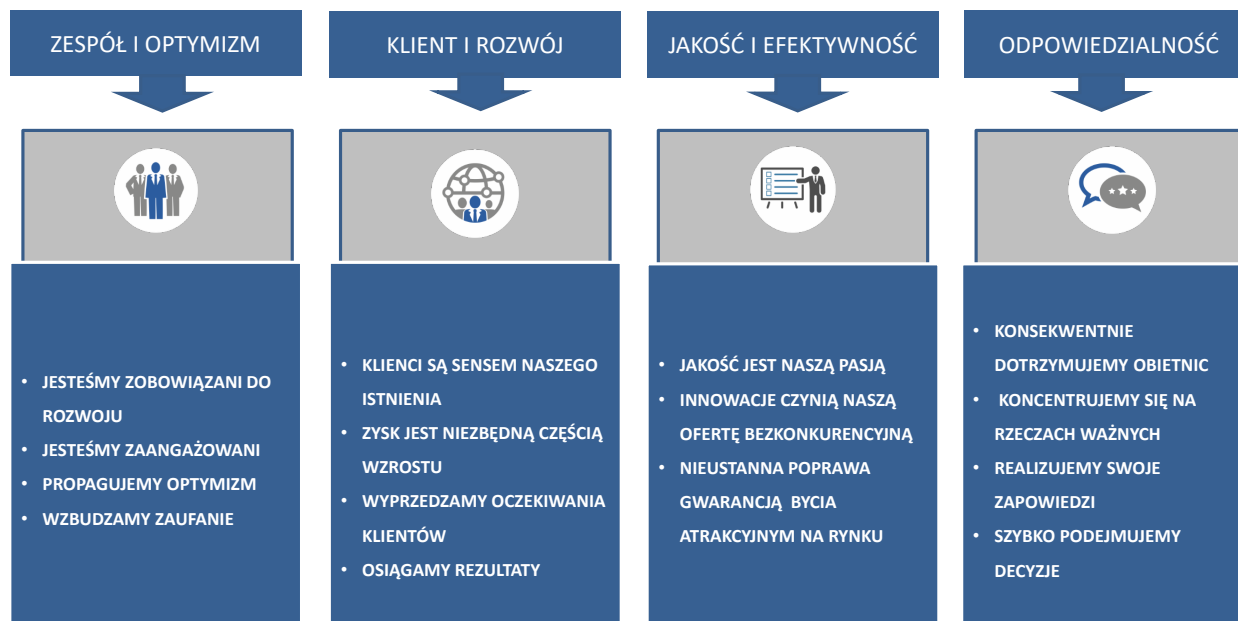 ZESPÓŁ I OPTYMIZM
• JESTEŚMY ZOBOWIĄZANI DO
ROZWOJU
• JESTEŚMY ZAANGAŻOWANI
• PROPAGUJEMY OPTYMIZM
• WZBUDZAMY ZAUFANIE
KLIENT I ROZWÓJ
• KLIENCI SĄ SENSEM NASZEGO
ISTNIENIA
• ZYSK JEST NIEZBĘDNĄ CZĘŚCIĄ
WZROSTU
• WYPRZEDZAMY OCZEKIWANIA
KLIENTÓW
• OSIĄGAMY REZULTATY
JAKOŚĆ I EFEKTYWNOŚĆ
• JAKOŚĆ JEST NASZĄ PASJĄ
• INNOWACJE CZYNIĄ NASZĄ
OFERTĘ BEZKONKURENCYJNĄ
• NIEUSTANNA POPRAWA
GWARANCJĄ BYCIA
ATRAKCYJNYM NA RYNKU
ODPOWIEDZIALNOŚĆ
• KONSEKWENTNIE
DOTRZYMUJEMY OBIETNIC
• KONCENTRUJEMY SIĘ NA
RZECZACH WAŻNYCH
• REALIZUJEMY SWOJE
ZAPOWIEDZI
• SZYBKO PODEJMUJEMY
DECYZJE